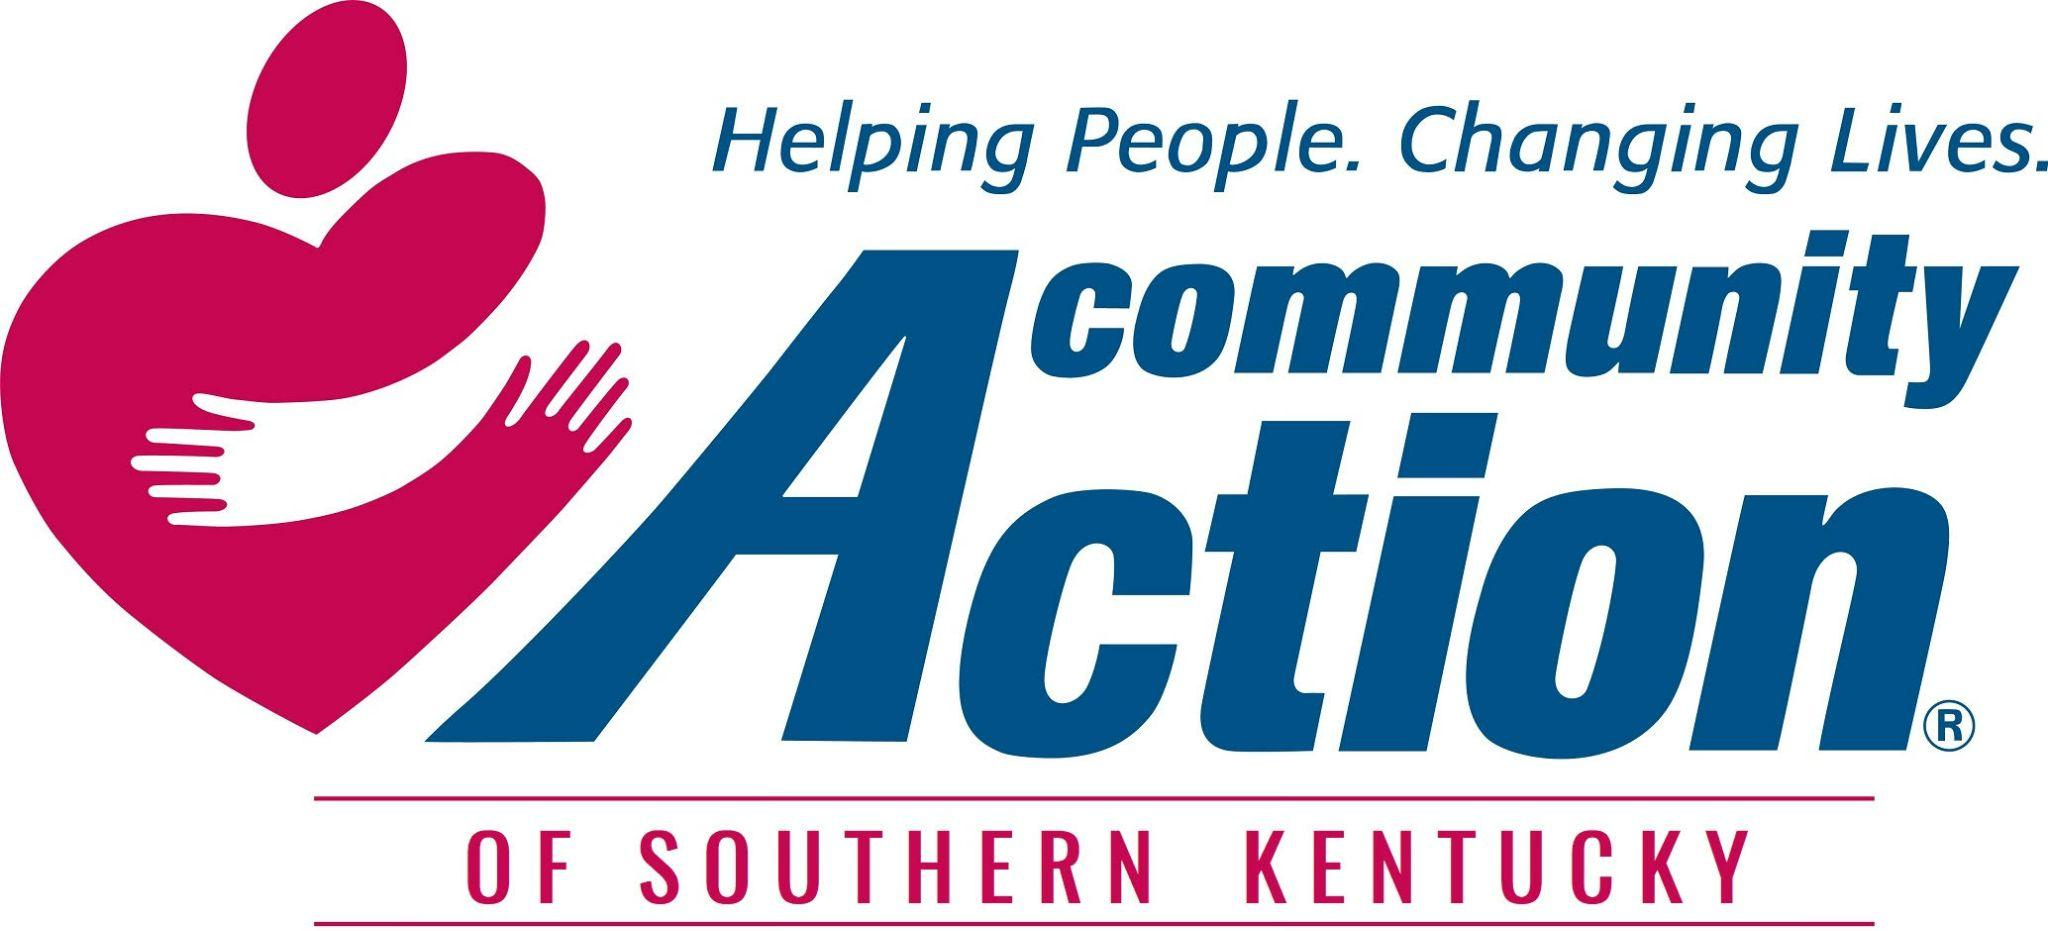 Helping People. Changing Lives.
community
Action®
OF SOUTHERN KENTUCKY